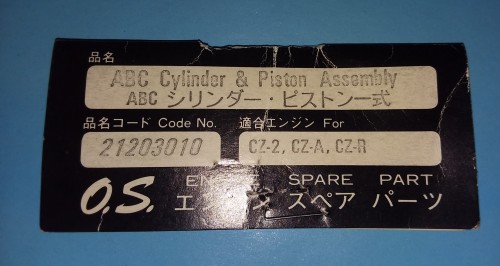 品名
ABC Cylinder & Piston Assembly
ABC シリンダー・ピストン一式
品名コード Code No. 適合エンジン For
21203010 CZ-2, CZ-A, CZ-R
O.S. SPARE PART
スペア パーツ